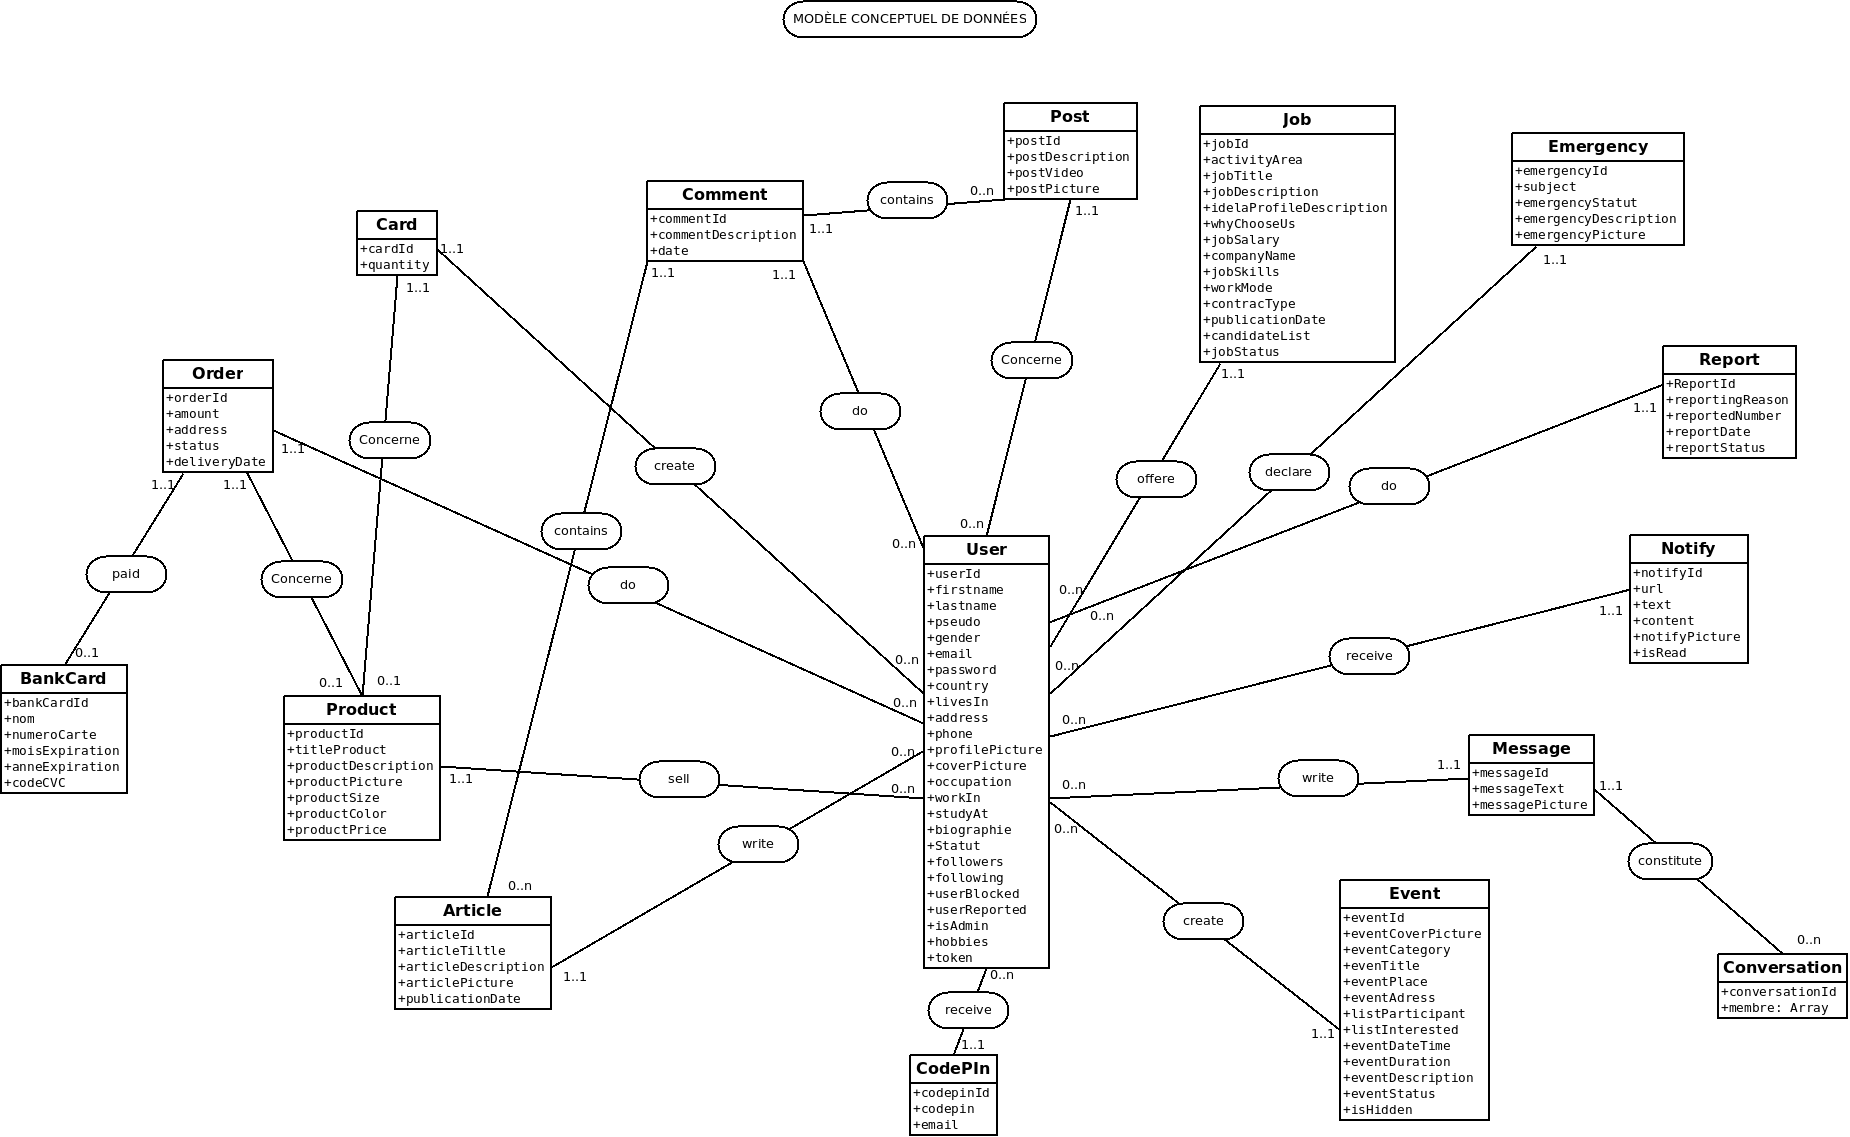 MODÈLE CONCEPTUEL DE DONNÉES
Post
+postId
+postDescription
+postVideo
+postPicture
1..1
Job
+jobId
+activityArea
+jobTitle
+jobDescription
+idelaProfileDescription
+whyChooseUs
+jobSalary
+companyName
+jobSkills
+workMode
+contracType
+publicationDate
+candidateList
+jobStatus
1..1
Emergency
+emergencyId
+subject
+emergencyStatut
+emergencyDescription
+emergencyPicture
1..1
Comment
+commentId
+commentDescription
+date
1..1
1..1
1..1
contains
0..n
Card
+cardId
+quantity
1..1
1..1
Order
+orderId
+amount
+address
+status
+deliveryDate
1..1
1..1
1..1
Report
+ReportId
+reportingReason
+reportedNumber
+reportDate
+reportStatus
1..1
Concerne
do
Concerne
create
offere
declare
do
contains
paid
Concerne
do
0..n
0..n
0..n
0..n
0..n
0..n
0..n
0..n
0..n
0..n
0..n
0..n
0..n
0..n
User
+userId
+firstname
+lastname
+pseudo
+gender
+email
+password
+country
+livesIn
+address
+phone
+profilePicture
+coverPicture
+occupation
+workIn
+studyAt
+biographie
+Statut
+followers
+following
+userBlocked
+userReported
+isAdmin
+hobbies
+token
Notify
+notifyId
+url
+text
+content
+notifyPicture
+isRead
1..1
receive
0..1
BankCard
+bankCardId
+nom
+numeroCarte
+moisExpiration
+anneExpiration
+codeCVC
0..1
0..1
Product
+productId
+titleProduct
+productDescription
+productPicture
+productSize
+productColor
+productPrice
1..1
sell
write
write
1..1
Message
+messageId
+messageText
+messagePicture
1..1
constitute
0..n
Article
+articleId
+articleTiltle
+articleDescription
+articlePicture
+publicationDate
1..1
create
1..1
Event
+eventId
+eventCoverPicture
+eventCategory
+evenTitle
+eventPlace
+eventAdress
+listParticipant
+listInterested
+eventDateTime
+eventDuration
+eventDescription
+eventStatus
+isHidden
0..n
Conversation
+conversationId
+membre: Array
receive
1..1
CodePIn
+codepinId
+codepin
+email